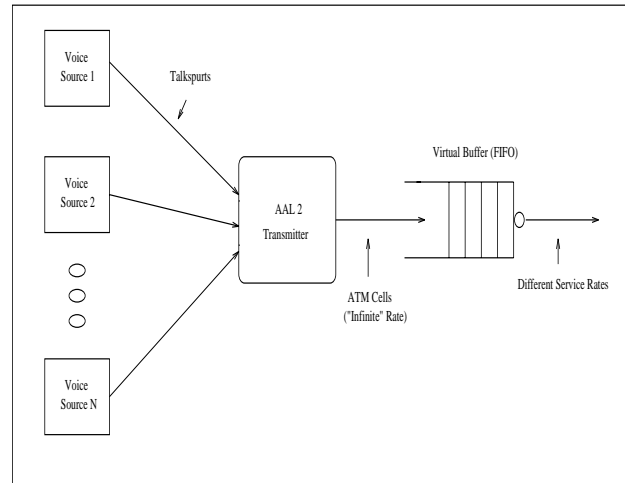 Voice
Source 1
Talkspurts
Virtual Buffer (FIFO)
Voice
Source 2
AAL 2
Transmitter
Different Service Rates
ATM Cells
("Infinite" Rate)
Voice
Source N